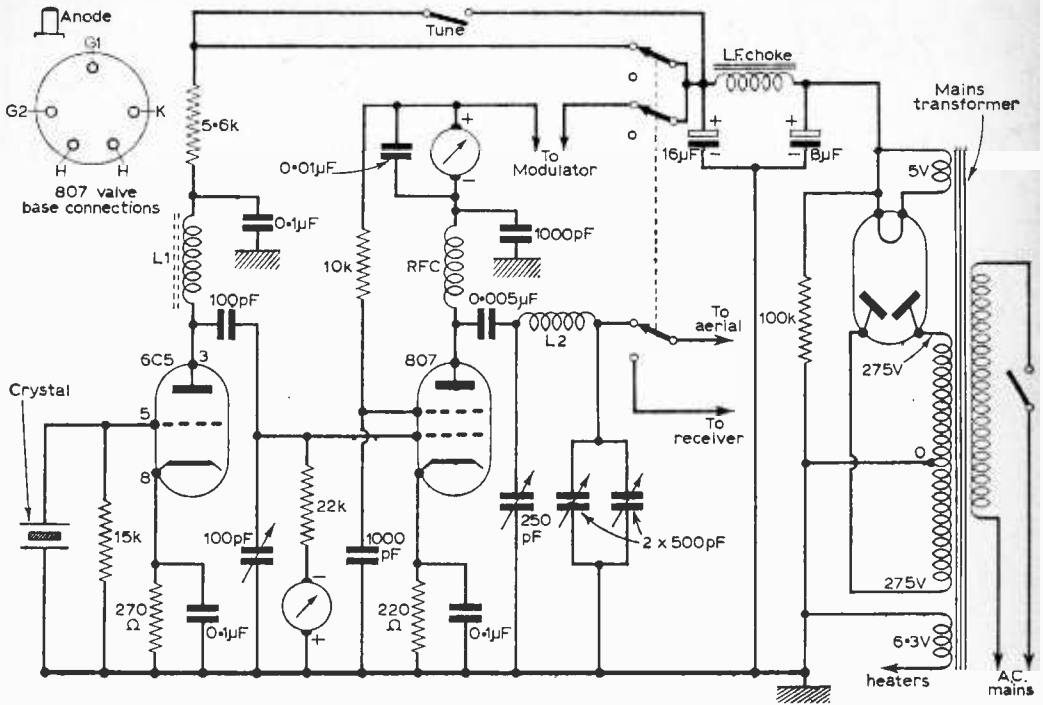 Anode
G1
G2
K
H
H
807 valve
base connections
Tune
L.F.choke
Mains
transformer
5·6k
0·01µF
+
-
To
Modulator
+
-
16µF
+
-
8µF
5V
0·1µF
L1
10k
RFC
1000pF
100pF
0·005µF
L2
To
aerial
100k
275V
6C5
3
807
Crystal
5
To
receiver
8
O
15k
100pF
22k
1000
pF
250
pF
2 x 500pF
-
+
270
Ω
0·1µF
220
Ω
0·1µF
275V
6·3V
heaters
A.C.
mains